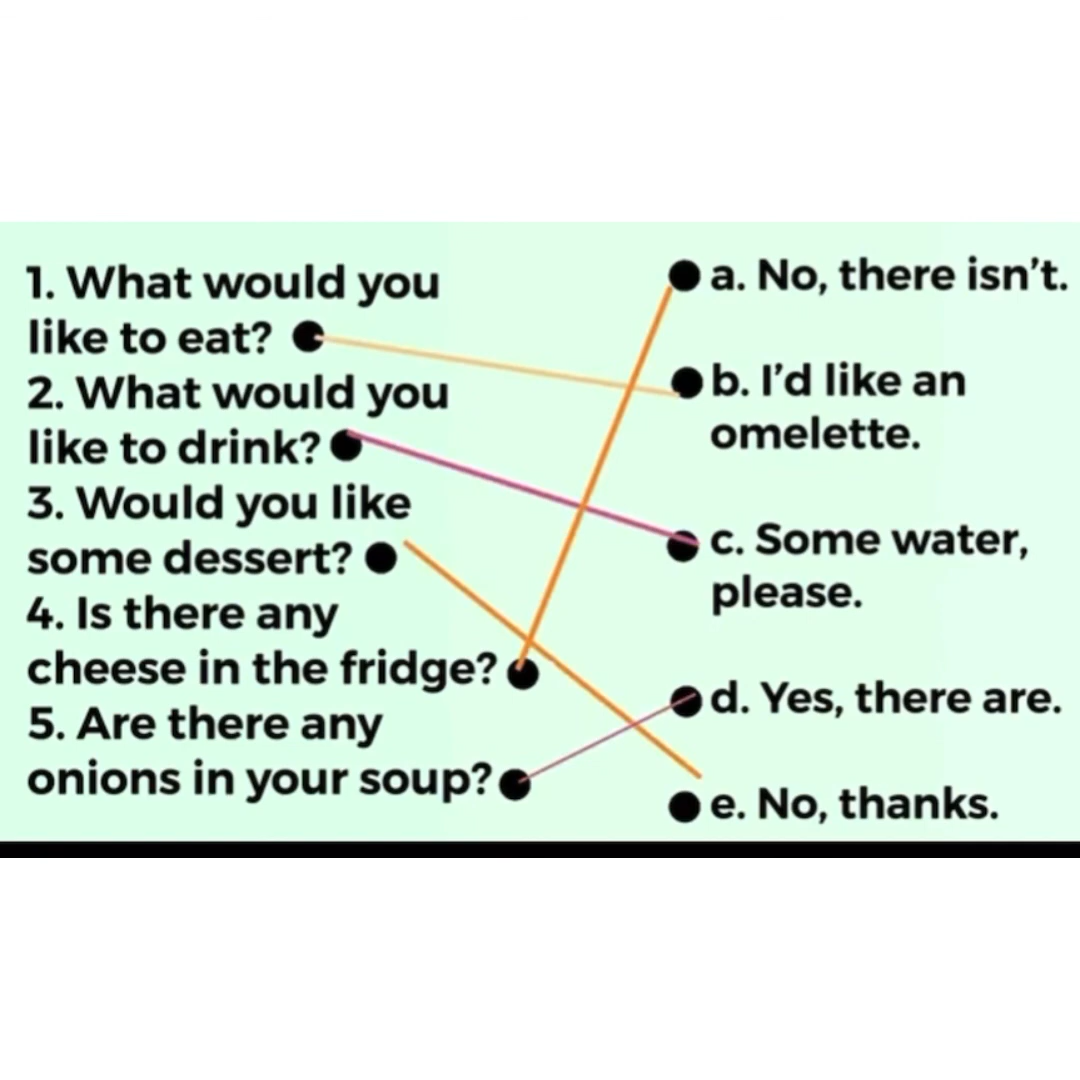 1. What would you
like to eat?
2. What would you
like to drink?
3. Would you like
some dessert?
4. Is there any
cheese in the fridge?
5. Are there any
onions in your soup?
a. No, there isn't.
b. I'd like an
omelette.
c. Some water,
please.
d. Yes, there are.
e. No, thanks.